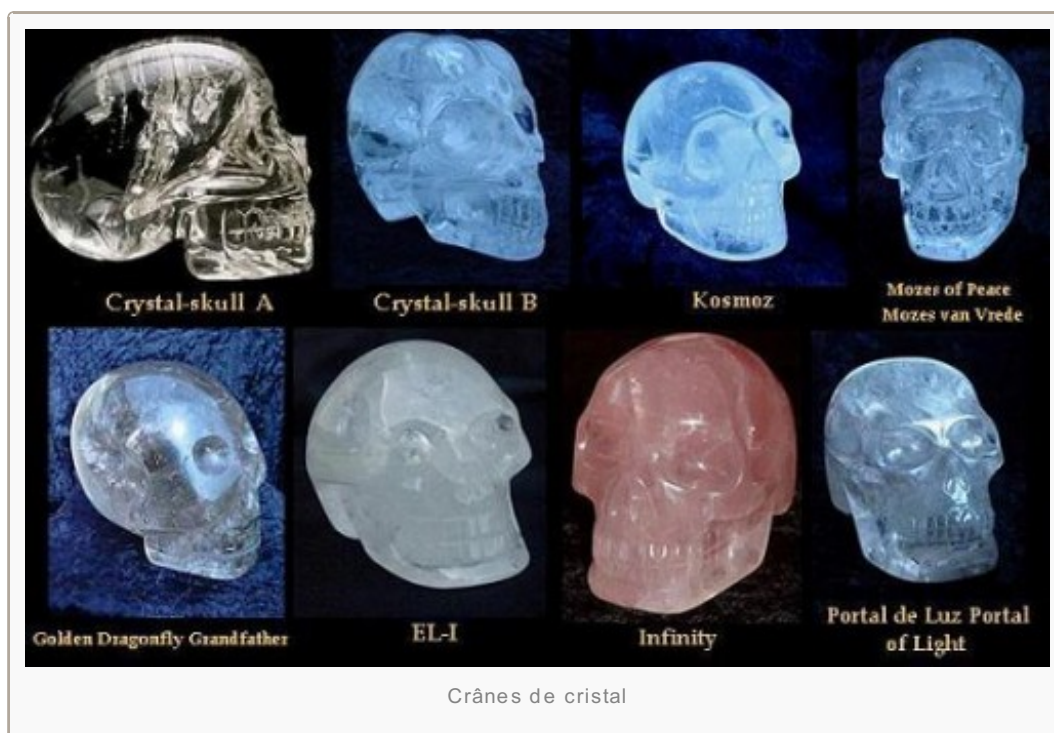 Crystal-skull A
Crystal-skull B
Kosmoz
Mozes of Peace
Mozes van Vrede
Golden Dragonfly Grandfather
EL-I
Infinity
Portal de Luz Portal
of Light
Crânes de cristal